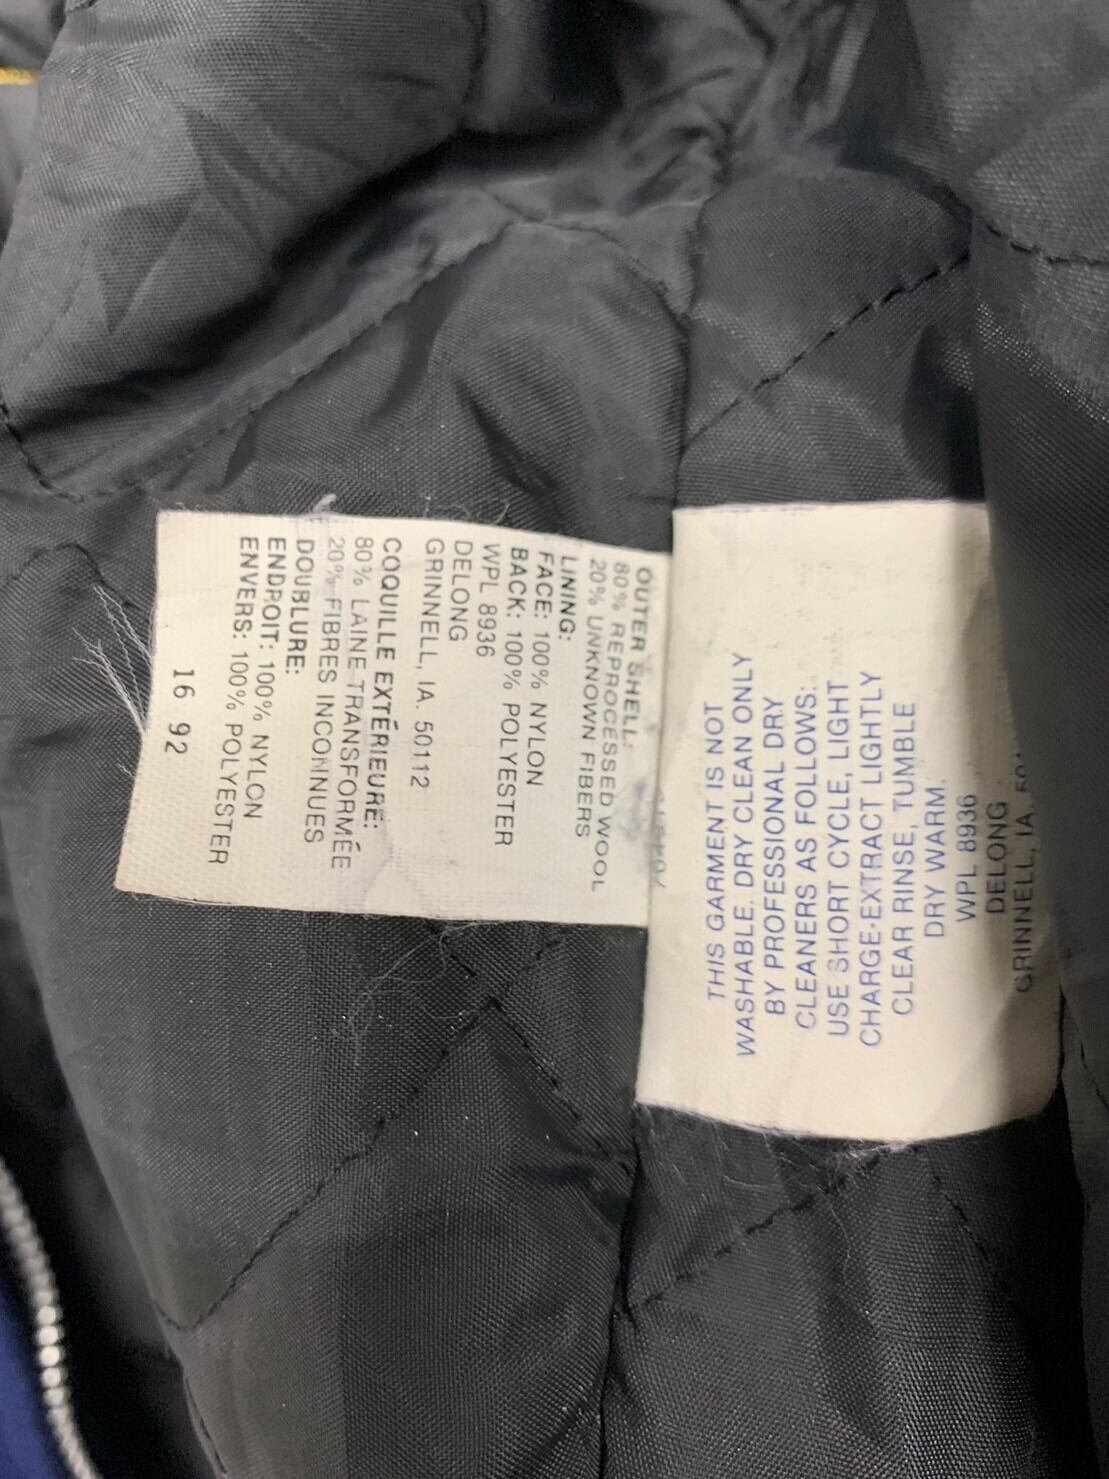 OUTER SHELL:
80% REPROCESSED WOOL
20% UNKNOWN FIBERS
LINING:
FACE: 100% NYLON
BACK: 100% POLYESTER
WPL 8936
DELONG
GRINNELL, IA. 50112
COQUILLE EXTÉRIEURE:
80% LAINE TRANSFORMÉE
20% FIBRES INCONNUES
DOUBLURE:
ENDROIT: 100% NYLON
ENVERS: 100% POLYESTER
16 92
THIS GARMENT IS NOT
WASHABLE. DRY CLEAN ONLY
BY PROFESSIONAL DRY
CLEANERS AS FOLLOWS:
USE SHORT CYCLE, LIGHT
CHARGE-EXTRACT LIGHTLY
CLEAR RINSE, TUMBLE
DRY WARM.
WPL 8936
DELONG
GRINNELL, IA.